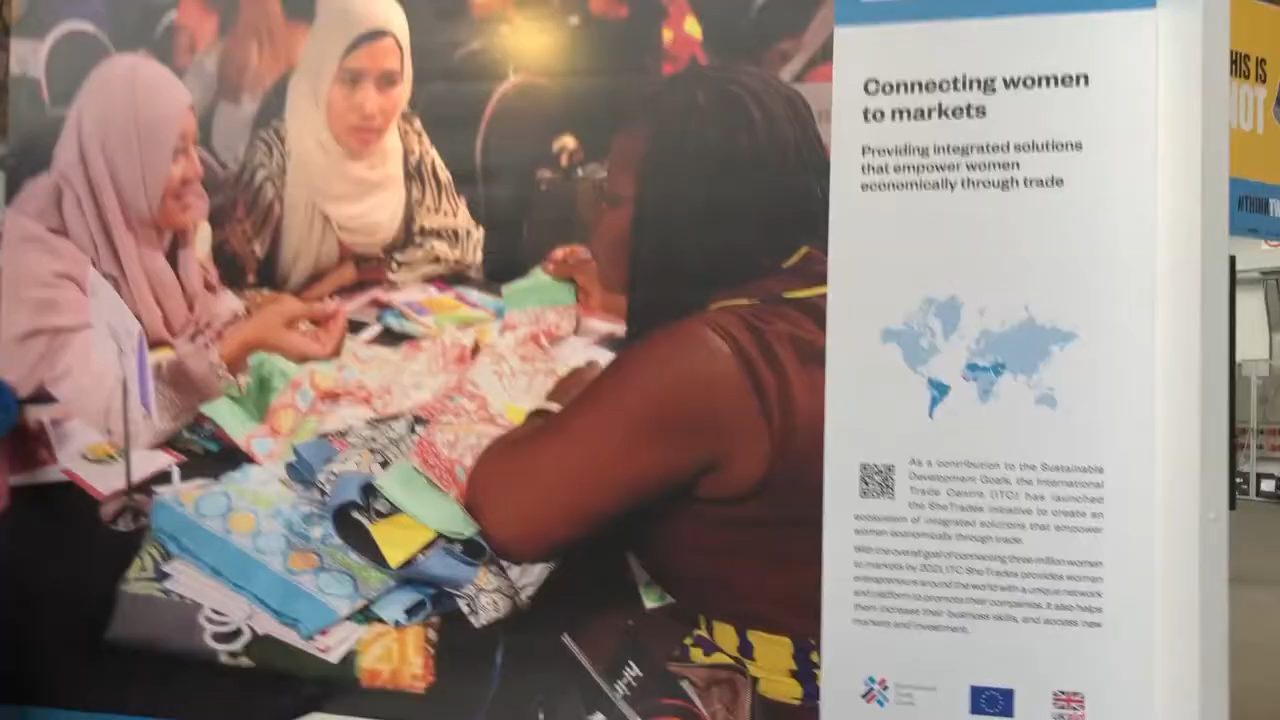 Connecting women
to markets
Providing integrated solutions
that empower women
economically through trade
As a contribution to the Sustainable
Development Goals, the International
Trade Centre (ITC) has launched
the SheTrades initiative to create an
ecosystem of integrated solutions that empower
women economically through trade.
With the overall goal of connecting three million women
to markets by 2021, ITC SheTrades provides women
entrepreneurs around the world with a unique network
and platform to promote their companies. It also helps
them increase their business skills, and access new
markets and investment.
International
Trade
Centre
HIS IS